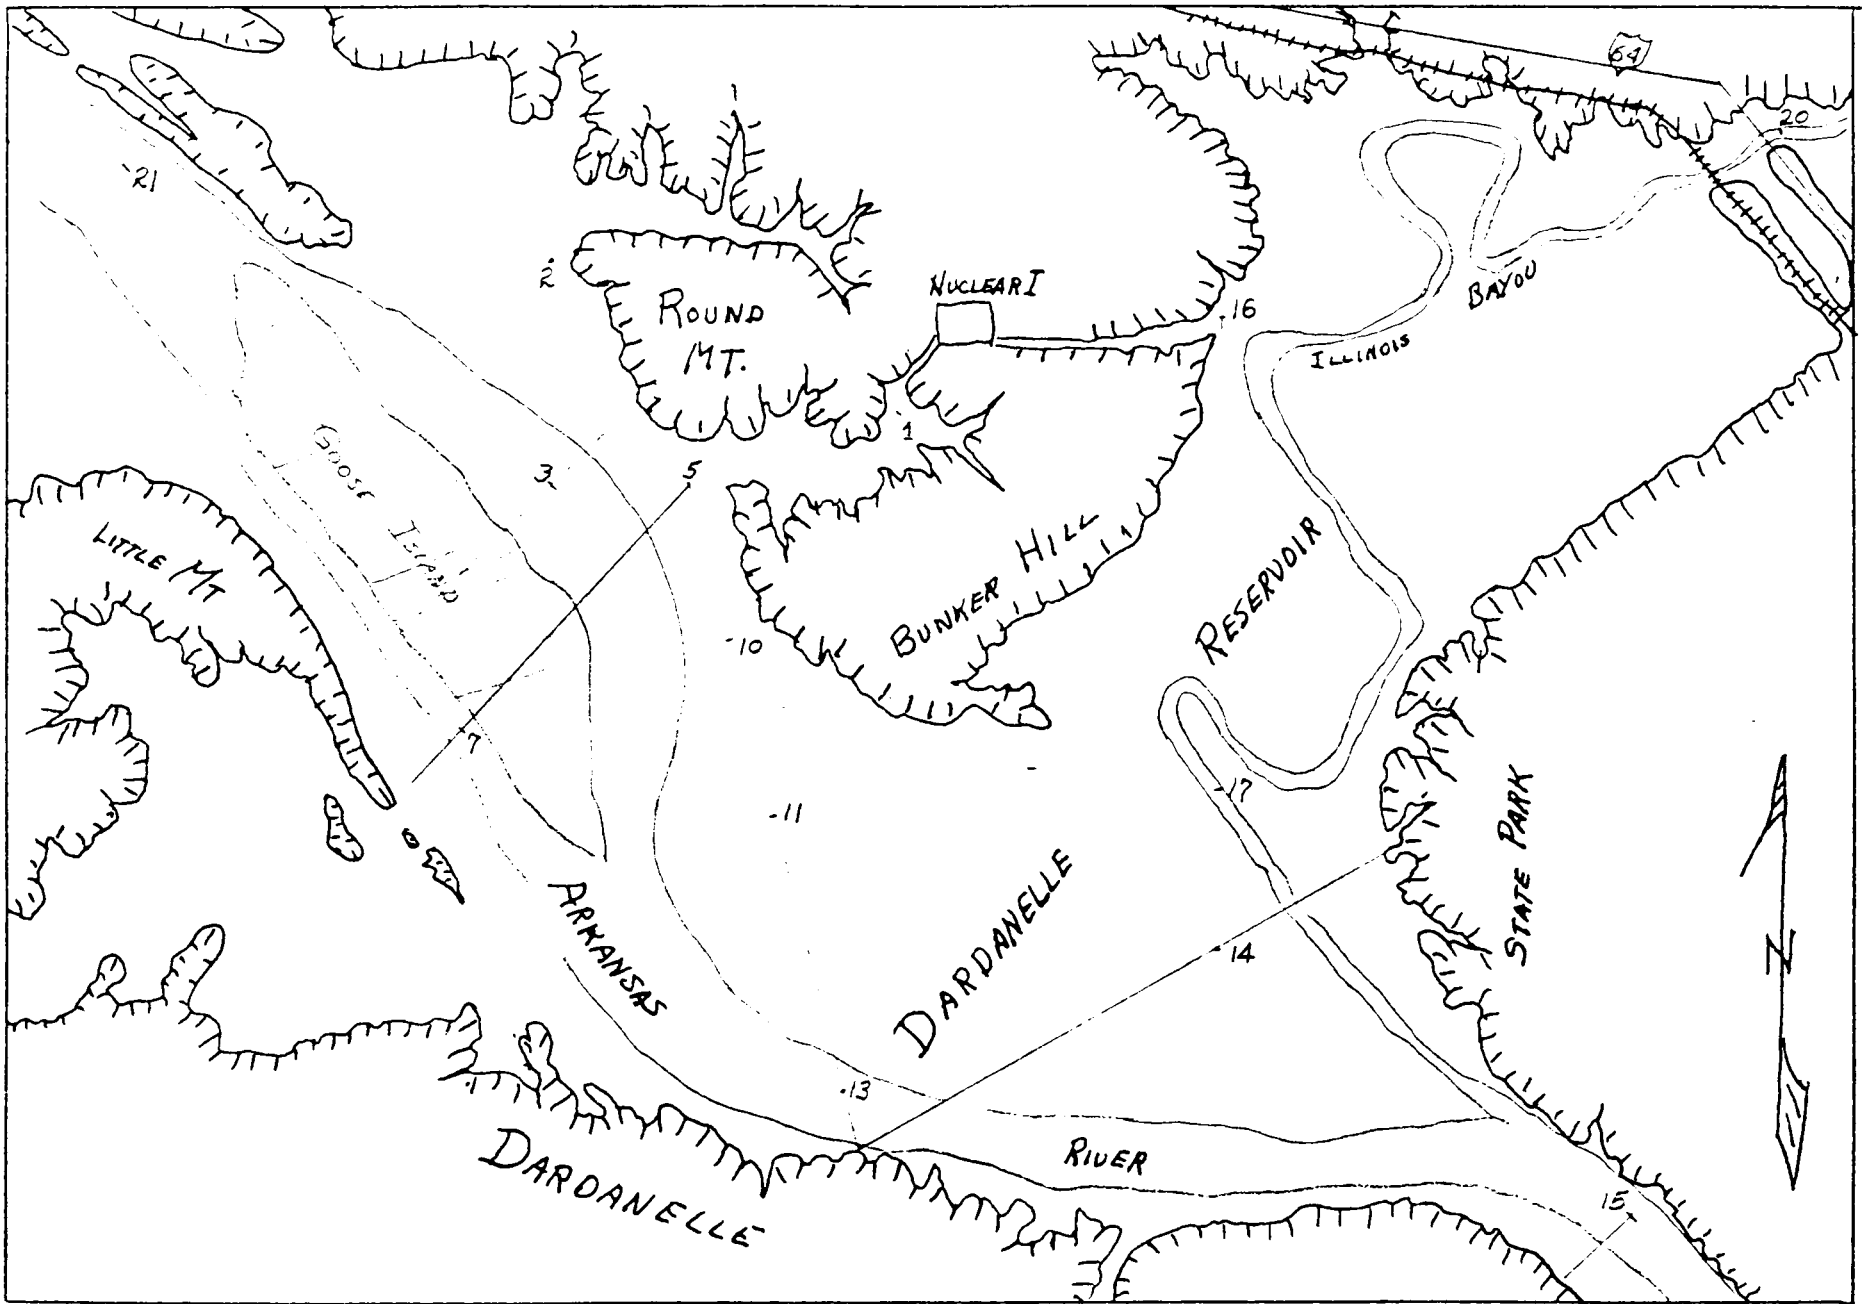 64
20
21
2
NUCLEAR I
ROUND
MT.
16
BAYOU
ILLINOIS
1
3
5
GOOSE ISLAND
LITTLE MT
BUNKER HILL
RESERVOIR
10
7
17
11
STATE PARK
ARKANSAS
DARDANELLE
14
N
13
RIVER
DARDANELLE
15